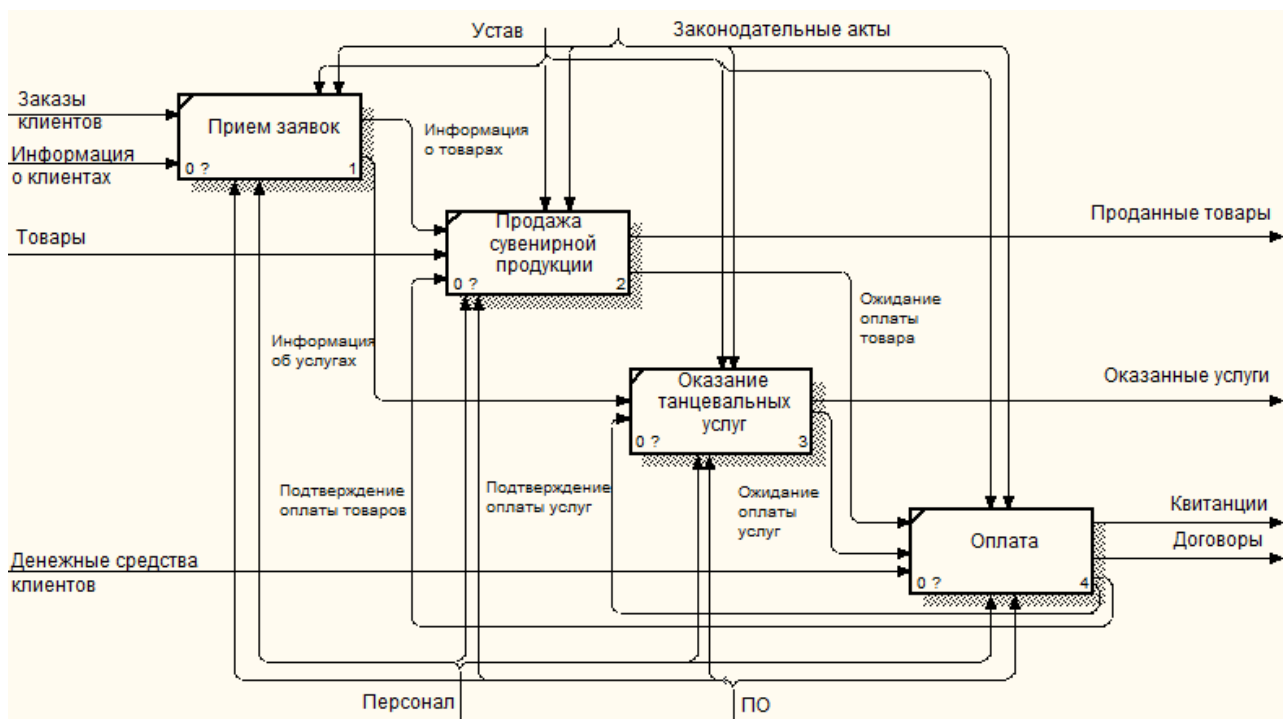 Устав
Законодательные акты
Заказы
клиентов
Прием заявок
0 ?
1
Информация
о товарах
Информация
о клиентах
Проданные товары
Товары
Продажа
сувенирной
продукции
0 ?
2
Ожидание
оплаты
товара
Информация
об услугах
Оказанные услуги
Оказание
танцевальных
услуг
0 ?
3
Подтверждение
оплаты товаров
Подтверждение
оплаты услуг
Ожидание
оплаты
услуг
Квитанции
Договоры
Оплата
0 ?
4
Денежные средства
клиентов
Персонал
ПО